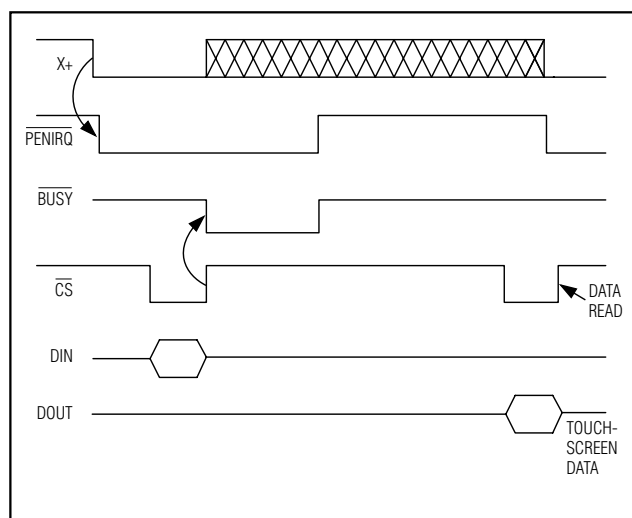 X+
PENIRQ
BUSY
CS
DATA
READ
DIN
DOUT
TOUCH-
SCREEN
DATA